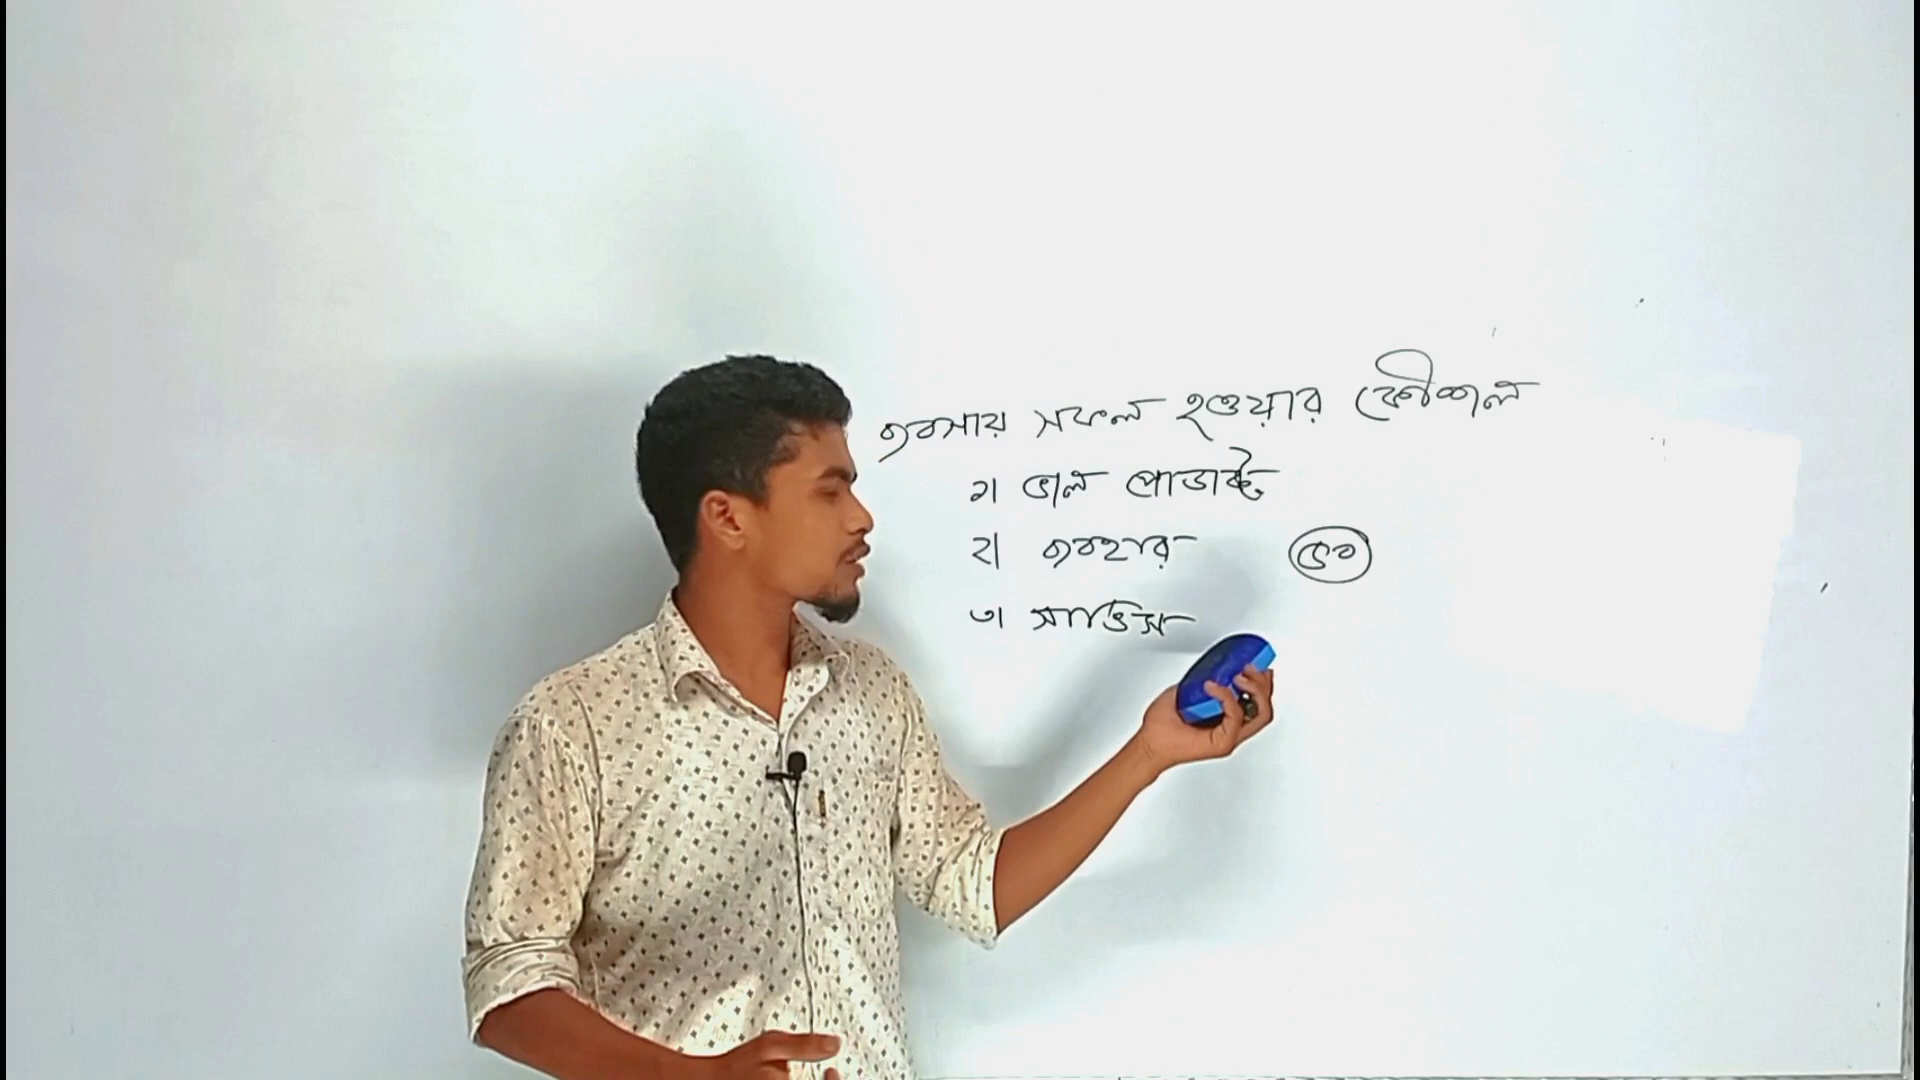 ব্যবসায় সফল হওয়ার কৌশল
১। ভাল প্রোডাক্ট
২। ব্যবহার
৩। সার্ভিস